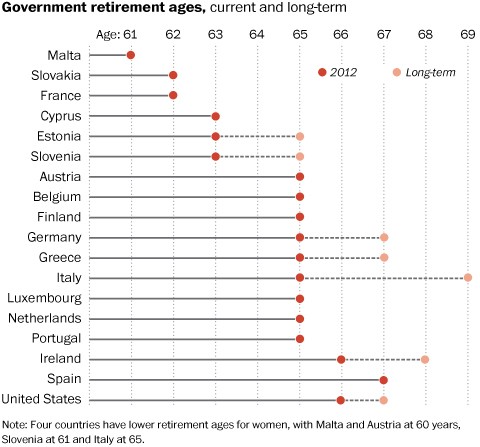 Government retirement ages, current and long-term
Age: 61 62 63 64 65 66 67 68 69
2012 Long-term
Malta
Slovakia
France
Cyprus
Estonia
Slovenia
Austria
Belgium
Finland
Germany
Greece
Italy
Luxembourg
Netherlands
Portugal
Ireland
Spain
United States
Note: Four countries have lower retirement ages for women, with Malta and Austria at 60 years,
Slovenia at 61 and Italy at 65.